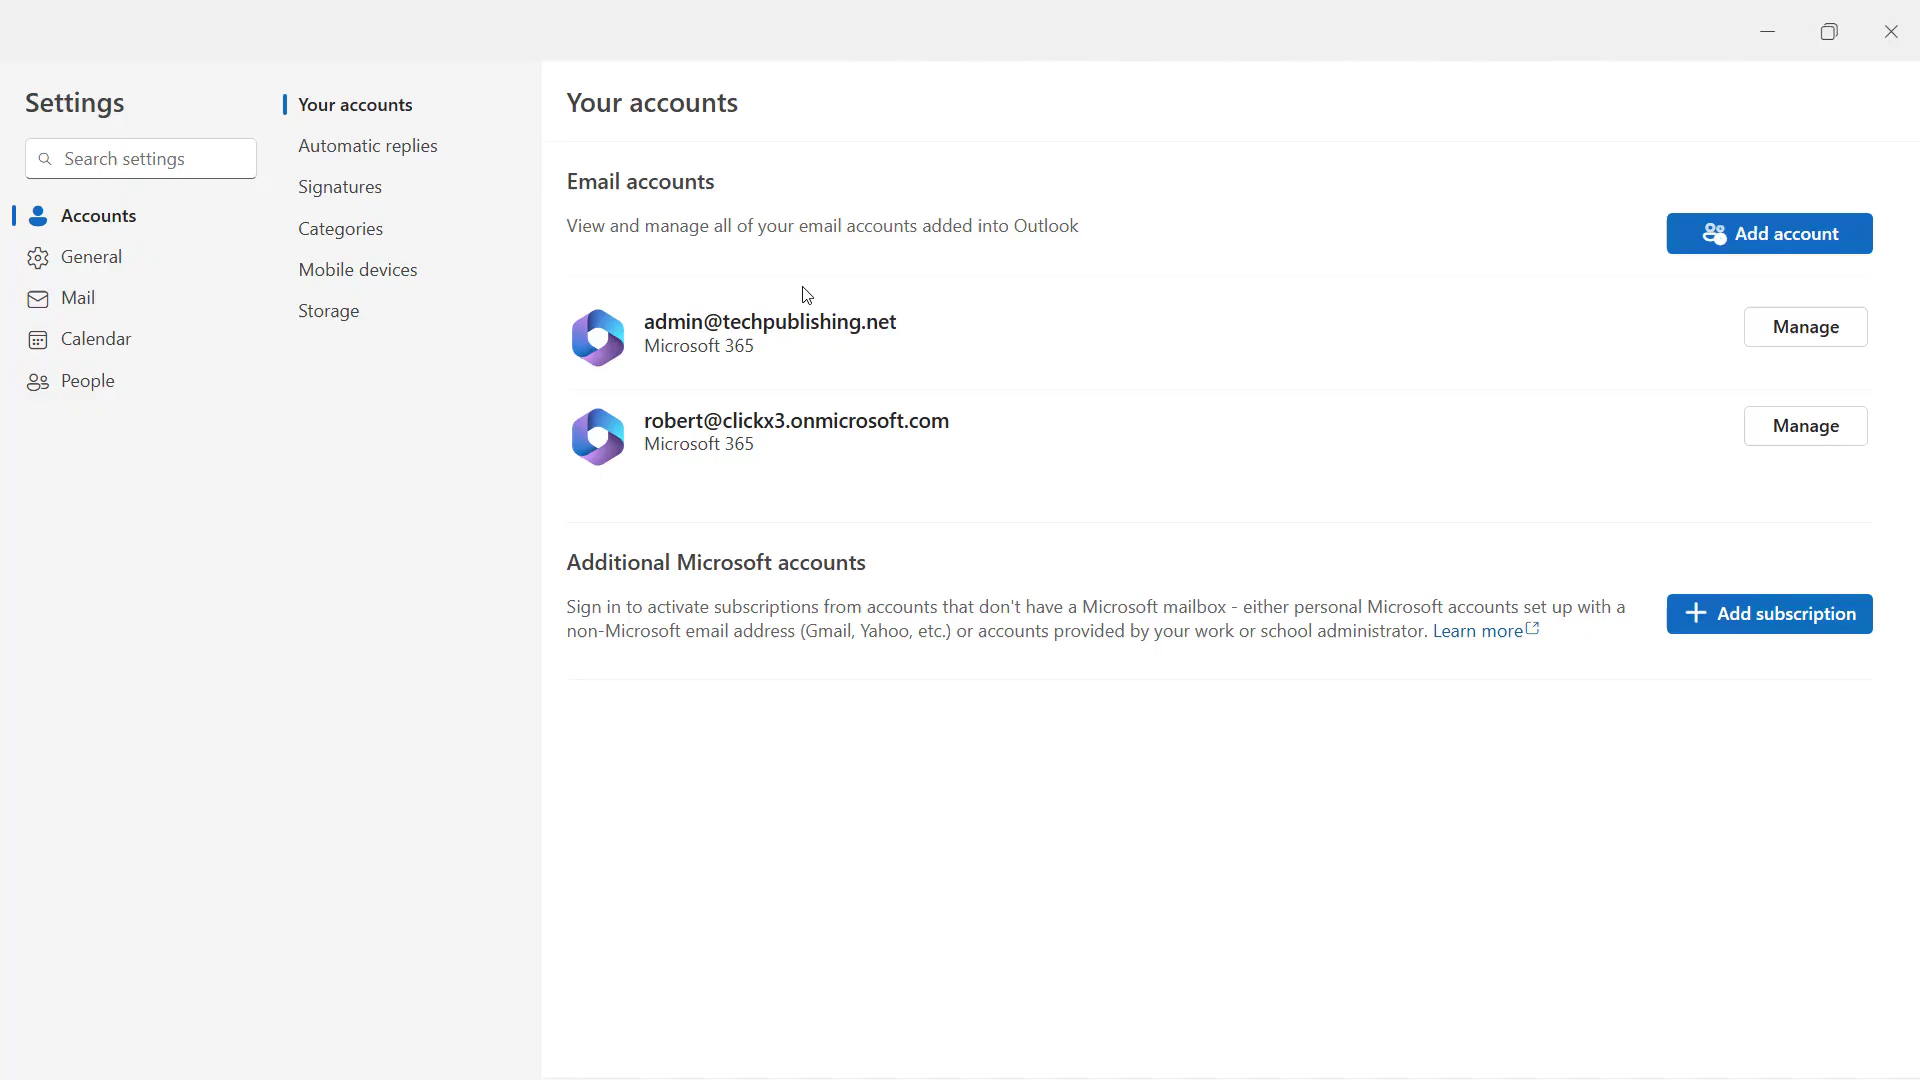 Settings
Search settings
Accounts
General
Mail
Calendar
People
Your accounts
Automatic replies
Signatures
Categories
Mobile devices
Storage
Your accounts
Email accounts
View and manage all of your email accounts added into Outlook
Add account
admin@techpublishing.net
Microsoft 365
Manage
robert@clickx3.onmicrosoft.com
Microsoft 365
Manage
Additional Microsoft accounts
Sign in to activate subscriptions from accounts that don't have a Microsoft mailbox - either personal Microsoft accounts set up with a
non-Microsoft email address (Gmail, Yahoo, etc.) or accounts provided by your work or school administrator. Learn more
Add subscription